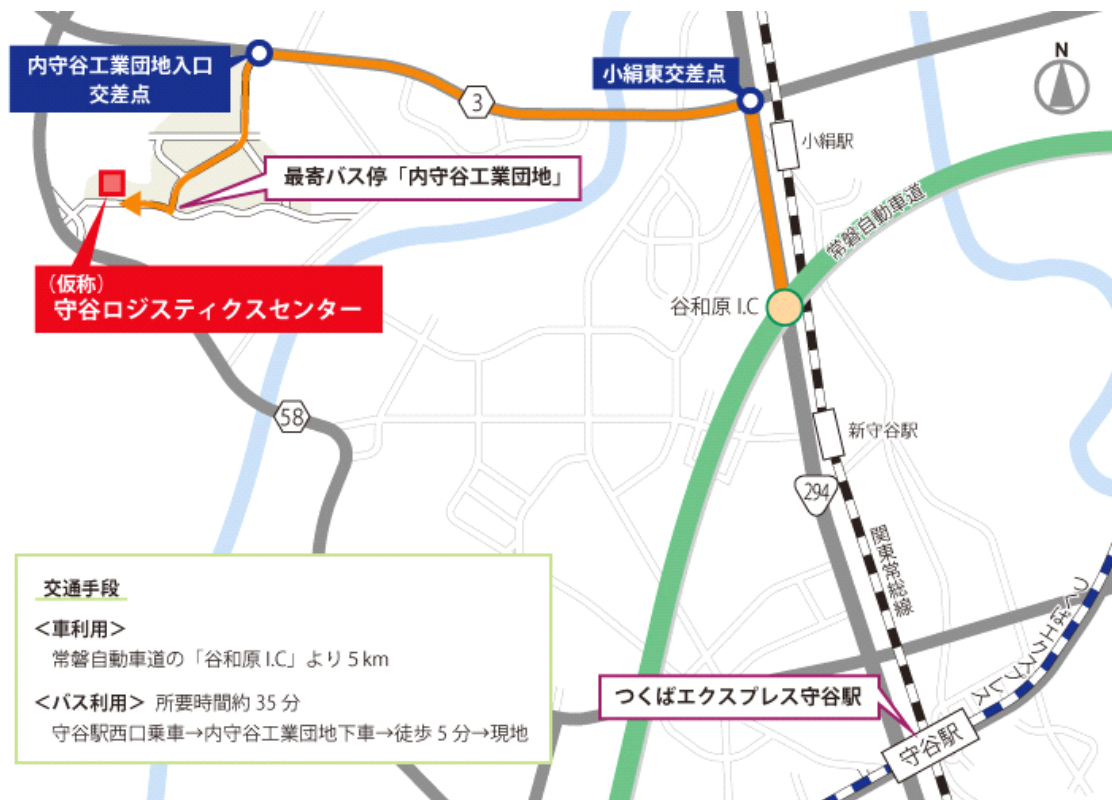 内守谷工業団地入口
交差点
小絹東交差点
N
3
小絹駅
最寄バス停「内守谷工業団地」
常磐自動車道
(仮称)
守谷ロジスティクスセンター
谷和原 I.C
58
新守谷駅
294
関東常総線
つくばエクスプレス
交通手段
<車利用>
常磐自動車道の「谷和原 I.C」より 5 km
<バス利用> 所要時間約 35 分
守谷駅西口乗車→内守谷工業団地下車→徒歩 5 分→現地
つくばエクスプレス守谷駅
守谷駅